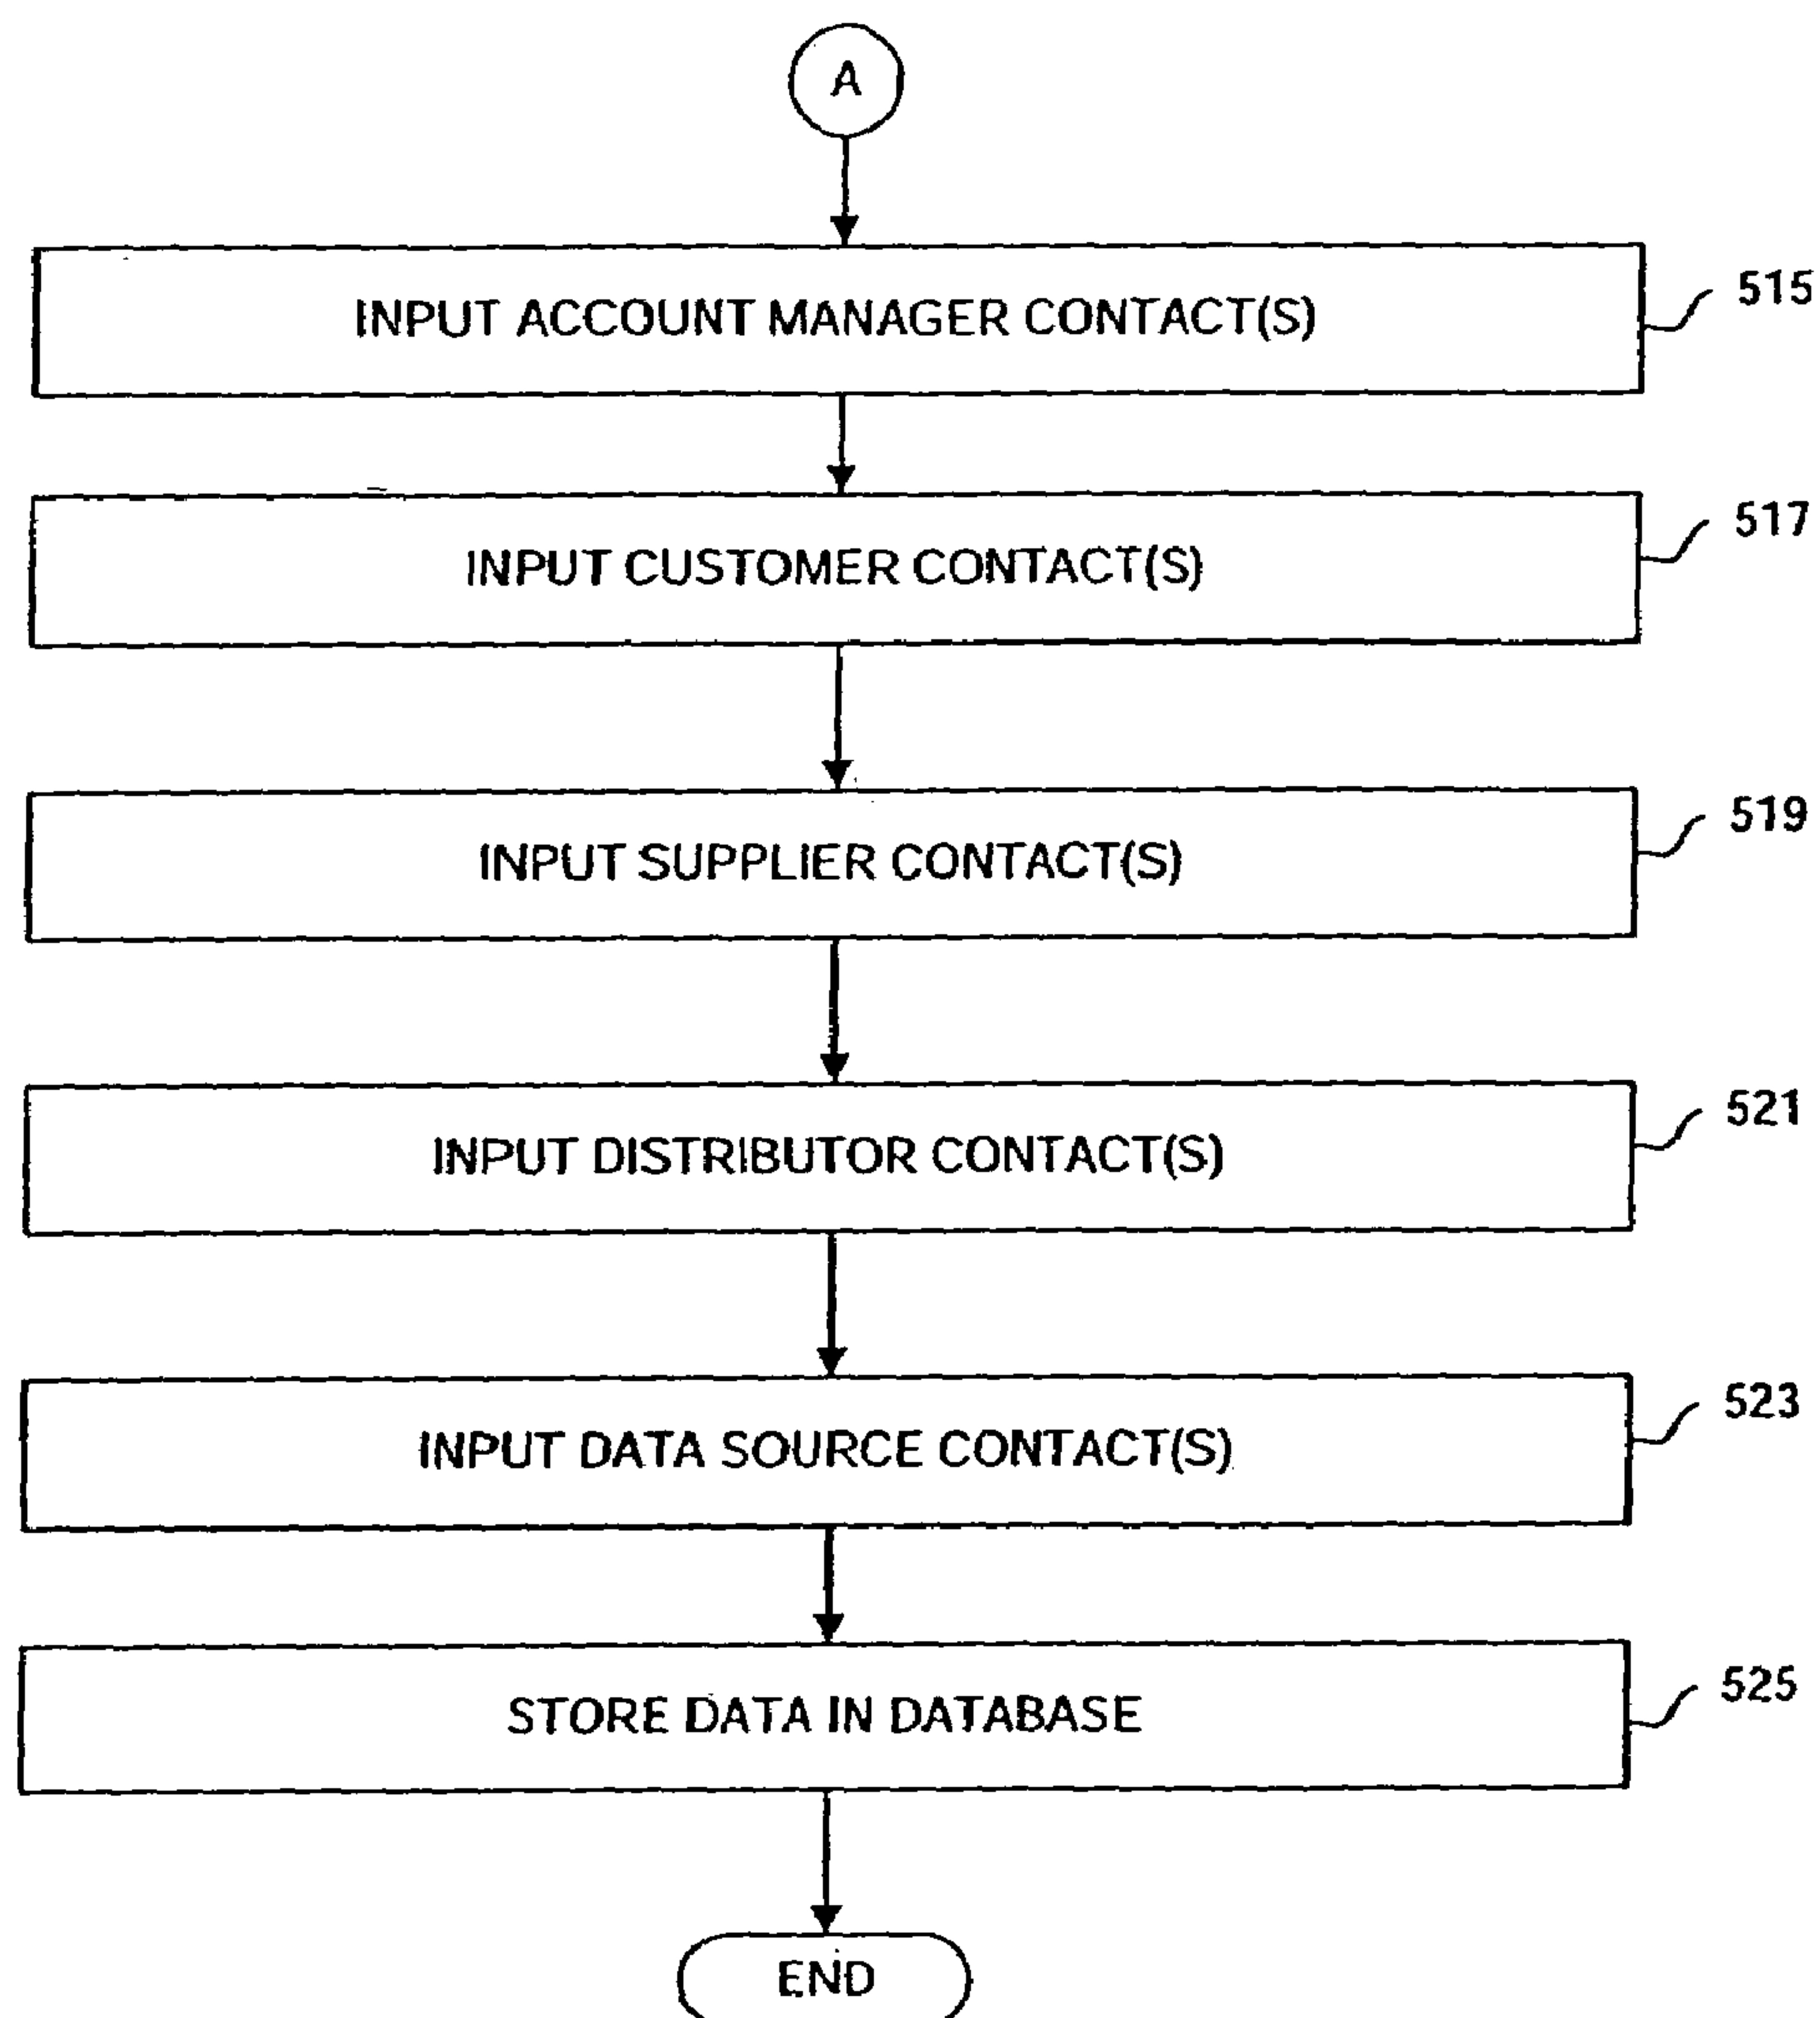 A
INPUT ACCOUNT MANAGER CONTACT(S)
515
INPUT CUSTOMER CONTACT(S)
517
INPUT SUPPLIER CONTACT(S)
519
INPUT DISTRIBUTOR CONTACT(S)
521
INPUT DATA SOURCE CONTACT(S)
523
STORE DATA IN DATABASE
525
END